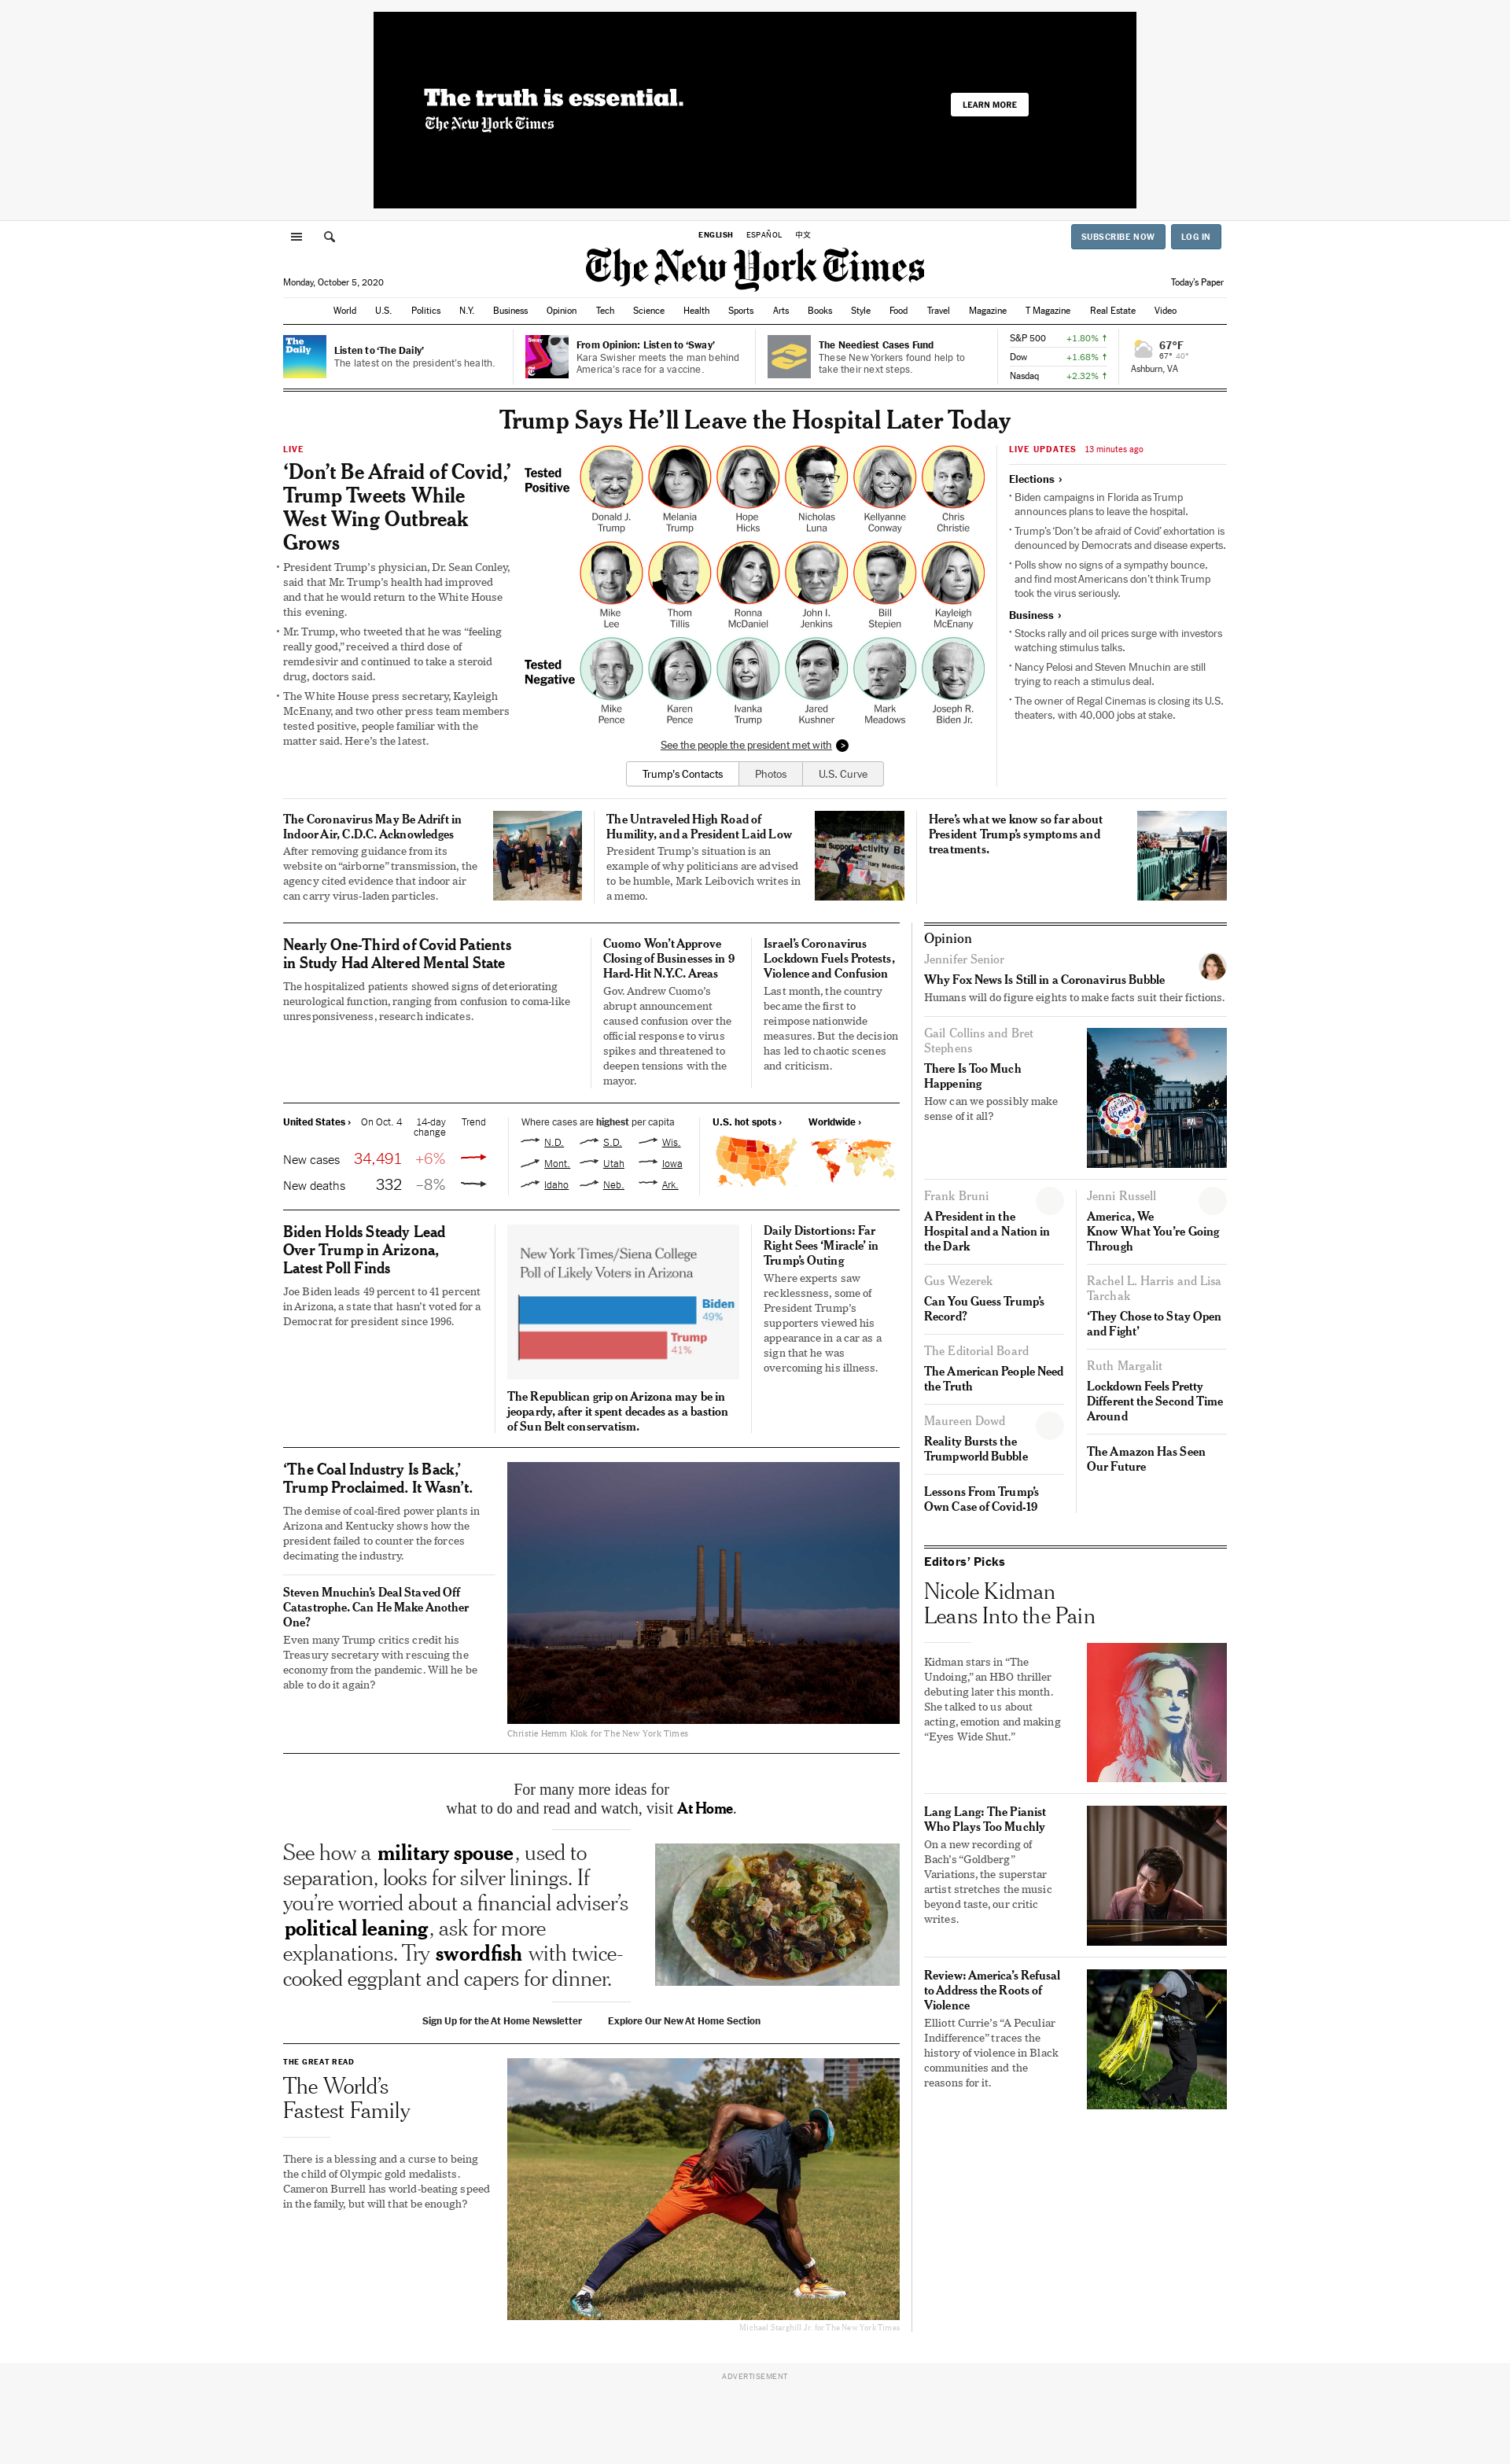 The truth is essential.
The New York Times
LEARN MORE
ENGLISH ESPAÑOL 中文
SUBSCRIBE NOW LOG IN
The New York Times
Monday, October 5, 2020
Today's Paper
World U.S. Politics N.Y. Business Opinion Tech Science Health Sports Arts Books Style Food Travel Magazine T Magazine Real Estate Video
The Daily
Listen to ‘The Daily’
The latest on the president's health.
Sway
From Opinion: Listen to ‘Sway’
Kara Swisher meets the man behind
America's race for a vaccine.
The Neediest Cases Fund
These New Yorkers found help to
take their next steps.
S&P 500 +1.80% ↑
Dow +1.68% ↑
Nasdaq +2.32% ↑
67°F
67° 40°
Ashburn, VA
Trump Says He’ll Leave the Hospital Later Today
LIVE
‘Don’t Be Afraid of Covid,’
Trump Tweets While
West Wing Outbreak
Grows
• President Trump’s physician, Dr. Sean Conley,
said that Mr. Trump’s health had improved
and that he would return to the White House
this evening.
• Mr. Trump, who tweeted that he was “feeling
really good,” received a third dose of
remdesivir and continued to take a steroid
drug, doctors said.
• The White House press secretary, Kayleigh
McEnany, and two other press team members
tested positive, people familiar with the
matter said. Here’s the latest.
Tested
Positive
Donald J.
Trump
Melania
Trump
Hope
Hicks
Nicholas
Luna
Kellyanne
Conway
Chris
Christie
Mike
Lee
Thom
Tillis
Ronna
McDaniel
John I.
Jenkins
Bill
Stepien
Kayleigh
McEnany
Tested
Negative
Mike
Pence
Karen
Pence
Ivanka
Trump
Jared
Kushner
Mark
Meadows
Joseph R.
Biden Jr.
See the people the president met with >
Trump’s Contacts Photos U.S. Curve
LIVE UPDATES 13 minutes ago
Elections ›
• Biden campaigns in Florida as Trump
announces plans to leave the hospital.
• Trump’s ‘Don’t be afraid of Covid’ exhortation is
denounced by Democrats and disease experts.
• Polls show no signs of a sympathy bounce,
and find most Americans don’t think Trump
took the virus seriously.
Business ›
• Stocks rally and oil prices surge with investors
watching stimulus talks.
• Nancy Pelosi and Steven Mnuchin are still
trying to reach a stimulus deal.
• The owner of Regal Cinemas is closing its U.S.
theaters, with 40,000 jobs at stake.
The Coronavirus May Be Adrift in
Indoor Air, C.D.C. Acknowledges
After removing guidance from its
website on “airborne” transmission, the
agency cited evidence that indoor air
can carry virus-laden particles.
The Untraveled High Road of
Humility, and a President Laid Low
President Trump’s situation is an
example of why politicians are advised
to be humble, Mark Leibovich writes in
a memo.
Here’s what we know so far about
President Trump’s symptoms and
treatments.
Nearly One-Third of Covid Patients
in Study Had Altered Mental State
The hospitalized patients showed signs of deteriorating
neurological function, ranging from confusion to coma-like
unresponsiveness, research indicates.
Cuomo Won’t Approve
Closing of Businesses in 9
Hard-Hit N.Y.C. Areas
Gov. Andrew Cuomo’s
abrupt announcement
caused confusion over the
official response to virus
spikes and threatened to
deepen tensions with the
mayor.
Israel’s Coronavirus
Lockdown Fuels Protests,
Violence and Confusion
Last month, the country
became the first to
reimpose nationwide
measures. But the decision
has led to chaotic scenes
and criticism.
United States › On Oct. 4 14-day
change Trend
New cases 34,491 +6%
New deaths 332 –8%
Where cases are highest per capita
N.D. S.D. Wis.
Mont. Utah Iowa
Idaho Neb. Ark.
U.S. hot spots ›
Worldwide ›
Biden Holds Steady Lead
Over Trump in Arizona,
Latest Poll Finds
Joe Biden leads 49 percent to 41 percent
in Arizona, a state that hasn’t voted for a
Democrat for president since 1996.
New York Times/Siena College
Poll of Likely Voters in Arizona
Biden
49%
Trump
41%
The Republican grip on Arizona may be in
jeopardy, after it spent decades as a bastion
of Sun Belt conservatism.
Daily Distortions: Far
Right Sees ‘Miracle’ in
Trump’s Outing
Where experts saw
recklessness, some of
President Trump’s
supporters viewed his
appearance in a car as a
sign that he was
overcoming his illness.
‘The Coal Industry Is Back,’
Trump Proclaimed. It Wasn’t.
The demise of coal-fired power plants in
Arizona and Kentucky shows how the
president failed to counter the forces
decimating the industry.
Steven Mnuchin’s Deal Staved Off
Catastrophe. Can He Make Another
One?
Even many Trump critics credit his
Treasury secretary with rescuing the
economy from the pandemic. Will he be
able to do it again?
Christie Hemm Klok for The New York Times
For many more ideas for
what to do and read and watch, visit At Home.
See how a military spouse, used to
separation, looks for silver linings. If
you’re worried about a financial adviser’s
political leaning, ask for more
explanations. Try swordfish with twice-
cooked eggplant and capers for dinner.
Sign Up for the At Home Newsletter Explore Our New At Home Section
THE GREAT READ
The World’s
Fastest Family
There is a blessing and a curse to being
the child of Olympic gold medalists.
Cameron Burrell has world-beating speed
in the family, but will that be enough?
Michael Starghill Jr. for The New York Times
Opinion
Jennifer Senior
Why Fox News Is Still in a Coronavirus Bubble
Humans will do figure eights to make facts suit their fictions.
Gail Collins and Bret
Stephens
There Is Too Much
Happening
How can we possibly make
sense of it all?
Frank Bruni
A President in the
Hospital and a Nation in
the Dark
Gus Wezerek
Can You Guess Trump’s
Record?
The Editorial Board
The American People Need
the Truth
Maureen Dowd
Reality Bursts the
Trumpworld Bubble
Lessons From Trump’s
Own Case of Covid-19
Jenni Russell
America, We
Know What You’re Going
Through
Rachel L. Harris and Lisa
Tarchak
‘They Chose to Stay Open
and Fight’
Ruth Margalit
Lockdown Feels Pretty
Different the Second Time
Around
The Amazon Has Seen
Our Future
Editors’ Picks
Nicole Kidman
Leans Into the Pain
Kidman stars in “The
Undoing,” an HBO thriller
debuting later this month.
She talked to us about
acting, emotion and making
“Eyes Wide Shut.”
Lang Lang: The Pianist
Who Plays Too Muchly
On a new recording of
Bach’s “Goldberg”
Variations, the superstar
artist stretches the music
beyond taste, our critic
writes.
Review: America’s Refusal
to Address the Roots of
Violence
Elliott Currie’s “A Peculiar
Indifference” traces the
history of violence in Black
communities and the
reasons for it.
ADVERTISEMENT